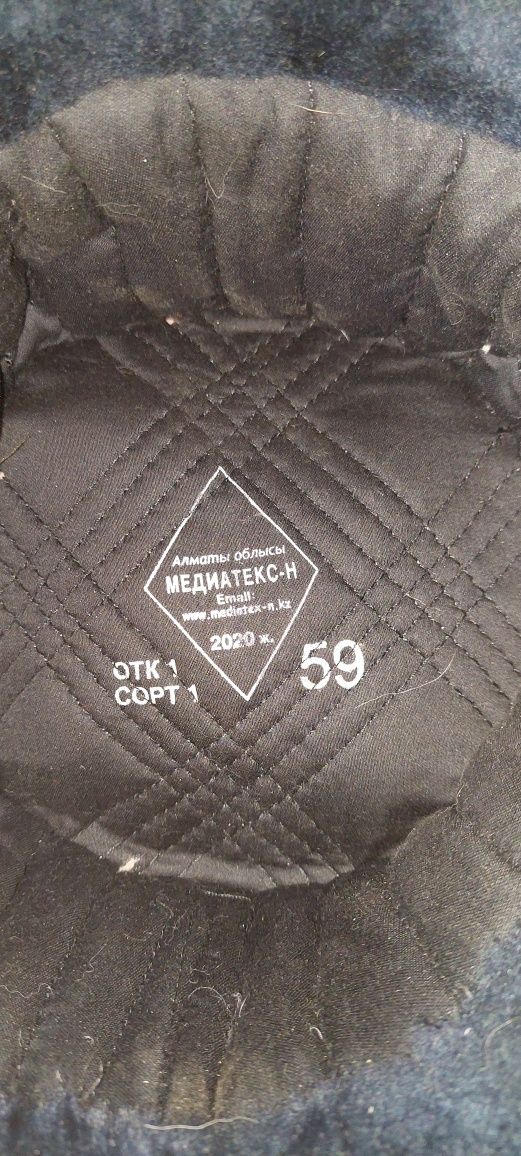 Алматы облысы
МЕДИАТЕКС-Н
Email:
www.mediatex-n.kz
2020 ж.
ОТК 1
СОРТ 1
59